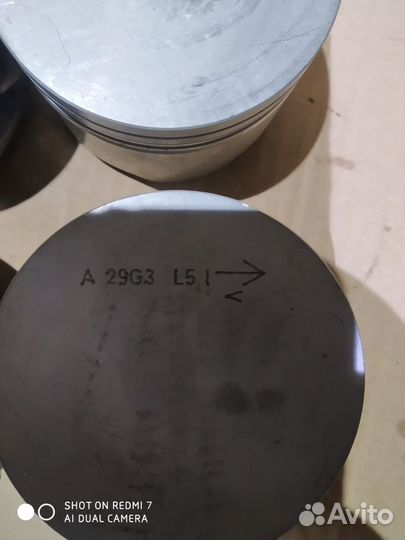 A 29G3 L5 I
<
SHOT ON REDMI 7
AI DUAL CAMERA
Avito